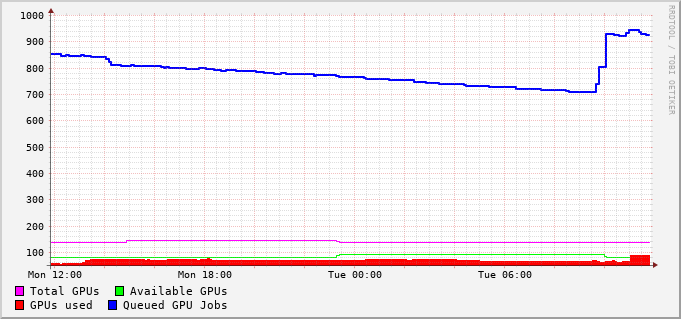 1000
900
800
700
600
500
400
300
200
100
Mon 12:00 Mon 18:00 Tue 00:00 Tue 06:00
Total GPUs Available GPUs
GPUs used Queued GPU Jobs
RRDTOOL / TOBI OETIKER